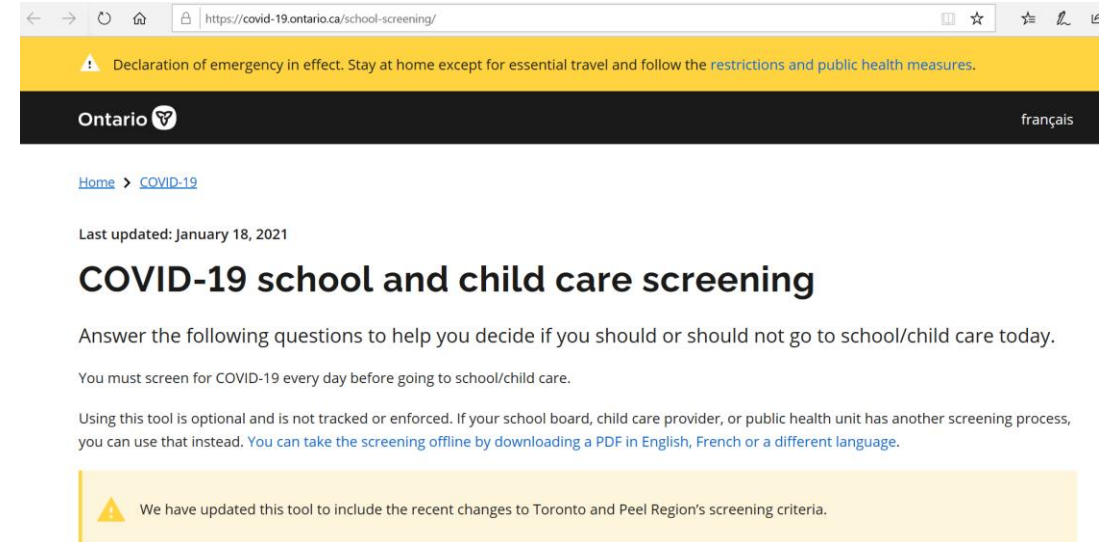 https://covid-19.ontario.ca/school-screening/
Declaration of emergency in effect. Stay at home except for essential travel and follow the restrictions and public health measures.
Ontario
français
Home > COVID-19
Last updated: January 18, 2021
COVID-19 school and child care screening
Answer the following questions to help you decide if you should or should not go to school/child care today.
You must screen for COVID-19 every day before going to school/child care.
Using this tool is optional and is not tracked or enforced. If your school board, child care provider, or public health unit has another screening process,
you can use that instead. You can take the screening offline by downloading a PDF in English, French or a different language.
We have updated this tool to include the recent changes to Toronto and Peel Region's screening criteria.